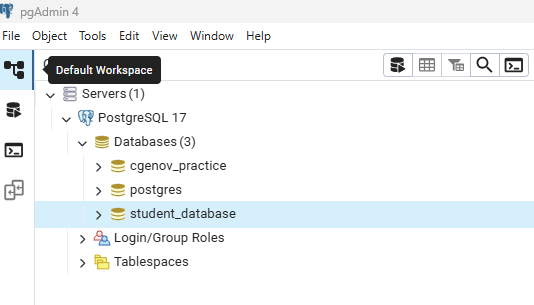 pgAdmin 4
File Object Tools Edit View Window Help
Default Workspace
Servers (1)
PostgreSQL 17
Databases (3)
cgenov_practice
postgres
student_database
Login/Group Roles
Tablespaces